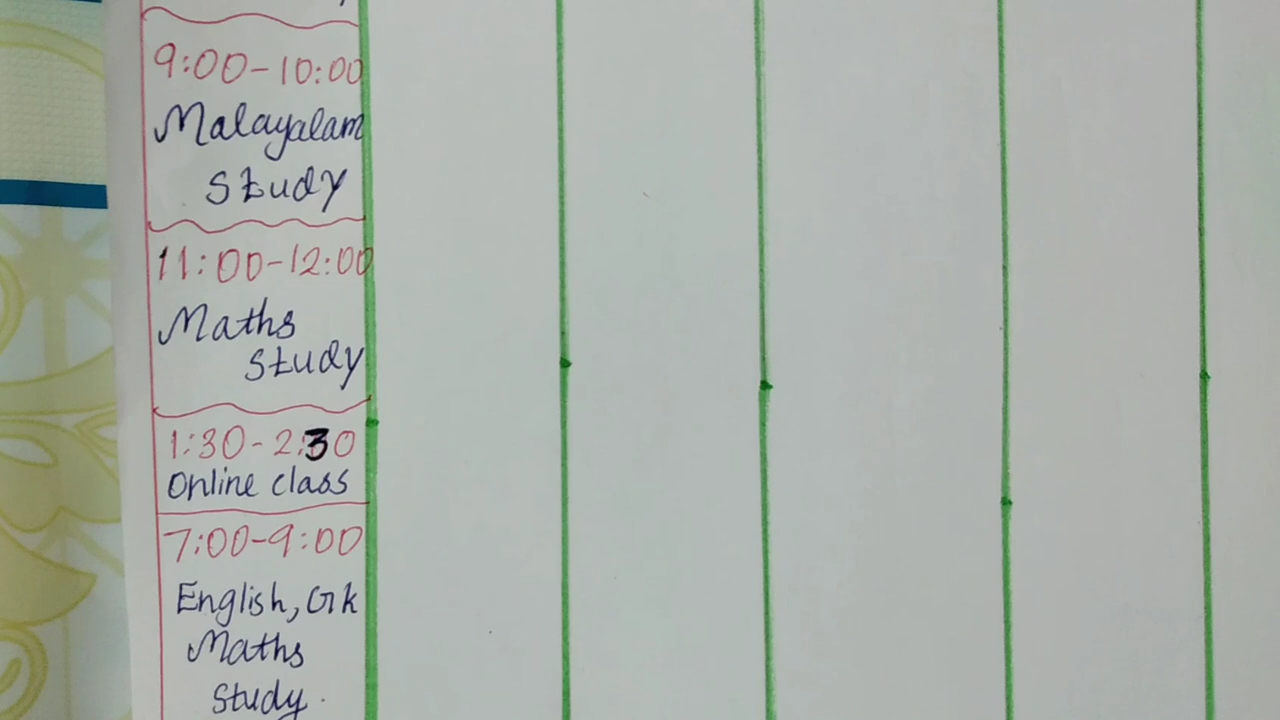 9:00-10:00
Malayalam
study
11:00-12:00
Maths
study
1:30-2:30
Online class
7:00-9:00
English, Gk
Maths
study.